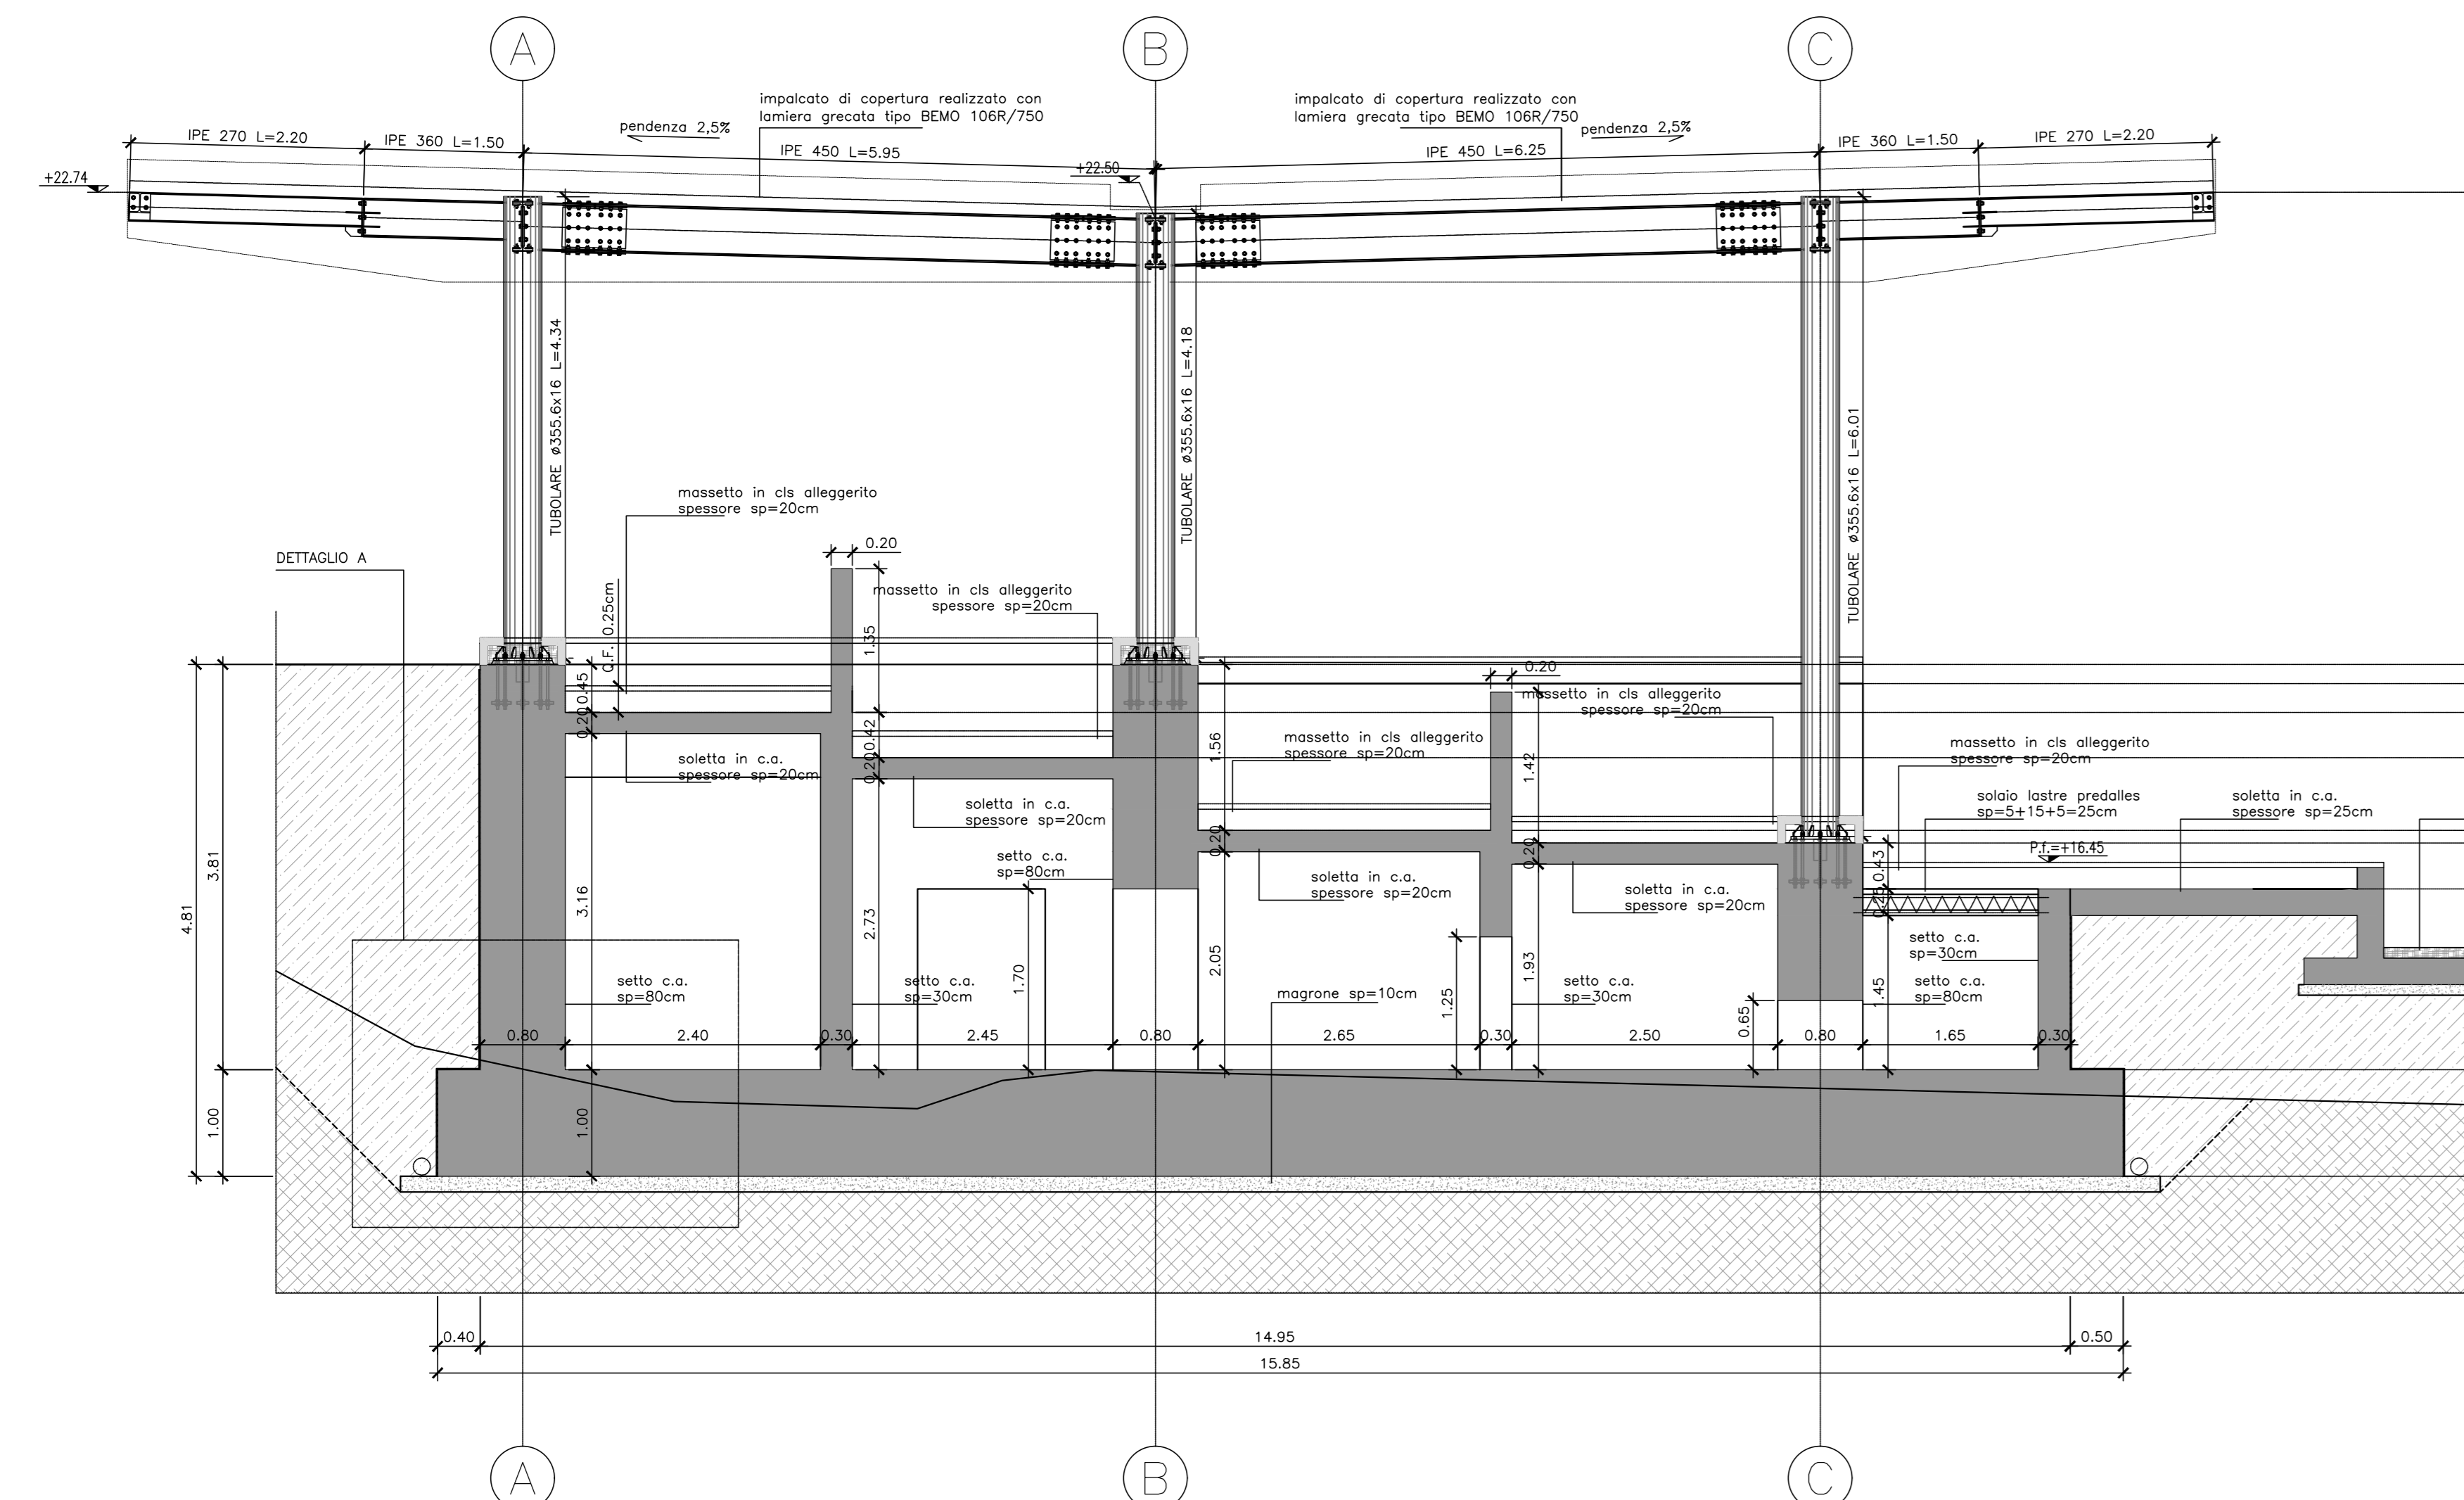 A
B
C
IPE 270 L=2.20
IPE 360 L=1.50
pendenza 2,5%
impalcato di copertura realizzato con
lamiera grecata tipo BEMO 106R/750
IPE 450 L=5.95
+22.50
impalcato di copertura realizzato con
lamiera grecata tipo BEMO 106R/750
pendenza 2,5%
IPE 450 L=6.25
IPE 360 L=1.50
IPE 270 L=2.20
+22.74
TUBOLARE ø355.6x16 L=4.34
TUBOLARE ø355.6x16 L=4.18
TUBOLARE ø355.6x16 L=6.01
massetto in cls alleggerito
spessore sp=20cm
DETTAGLIO A
0.20
Q.F. 0.25cm
1.35
massetto in cls alleggerito
spessore sp=20cm
0.45
0.20
0.42
0.20
1.56
0.20
massetto in cls alleggerito
spessore sp=20cm
massetto in cls alleggerito
spessore sp=20cm
1.42
massetto in cls alleggerito
spessore sp=20cm
soletta in c.a.
spessore sp=20cm
soletta in c.a.
spessore sp=20cm
solaio lastre predalles
sp=5+15+5=25cm
soletta in c.a.
spessore sp=25cm
P.f.=+16.45
0.20
0.20
0.43
0.25
setto c.a.
sp=80cm
soletta in c.a.
spessore sp=20cm
soletta in c.a.
spessore sp=20cm
3.81
4.81
3.16
2.73
1.70
2.05
1.25
1.93
0.65
1.45
setto c.a.
sp=30cm
setto c.a.
sp=80cm
setto c.a.
sp=30cm
magrone sp=10cm
setto c.a.
sp=30cm
setto c.a.
sp=80cm
0.80
2.40
0.30
2.45
0.80
2.65
0.30
2.50
0.80
1.65
0.30
1.00
1.00
0.40
14.95
0.50
15.85
A
B
C